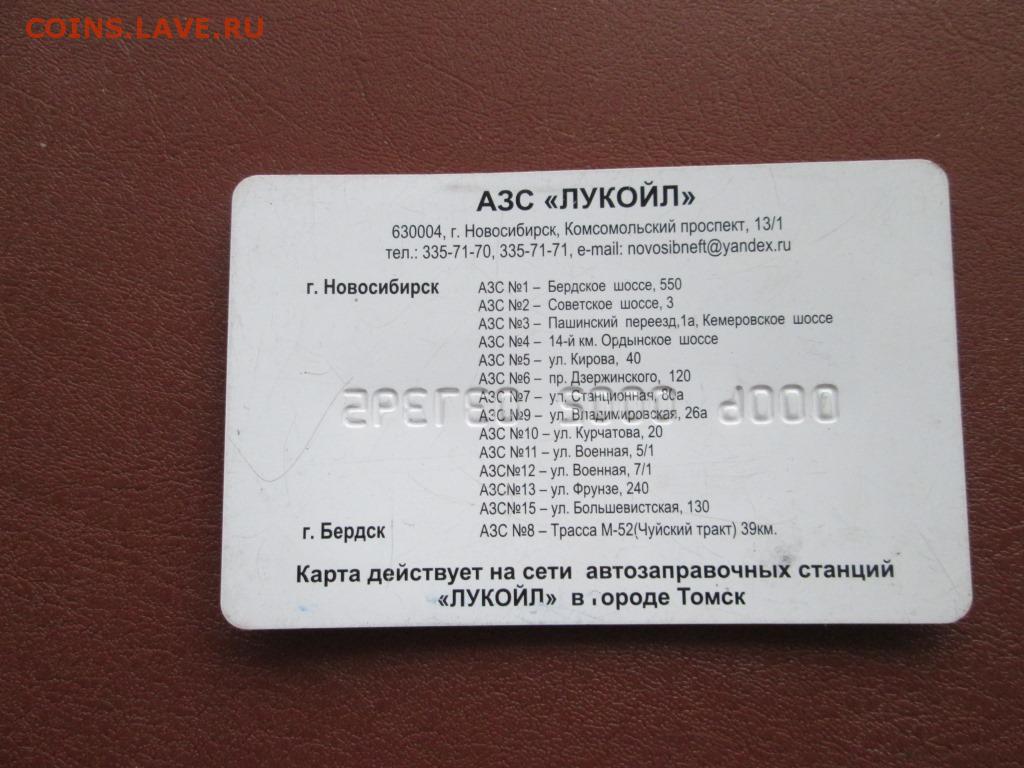 COINS.LAVE.RU
АЗС «ЛУКОЙЛ»
630004, г. Новосибирск, Комсомольский проспект, 13/1
тел.: 335-71-70, 335-71-71, e-mail: novosibneft@yandex.ru
г. Новосибирск АЗС №1 – Бердское шоссе, 550
АЗС №2 – Советское шоссе, 3
АЗС №3 – Пашинский переезд,1а, Кемеровское шоссе
АЗС №4 – 14-й км. Ордынское шоссе
АЗС №5 – ул. Кирова, 40
АЗС №6 – пр. Дзержинского, 120
АЗС №7 – ул. Станционная, 80а
АЗС №9 – ул. Владимировская, 26а
АЗС №10 – ул. Курчатова, 20
АЗС №11 – ул. Военная, 5/1
АЗС№12 – ул. Военная, 7/1
АЗС№13 – ул. Фрунзе, 240
АЗС№15 – ул. Большевистская, 130
г. Бердск АЗС №8 – Трасса М-52(Чуйский тракт) 39км.
Карта действует на сети автозаправочных станций
«ЛУКОЙЛ» в городе Томск